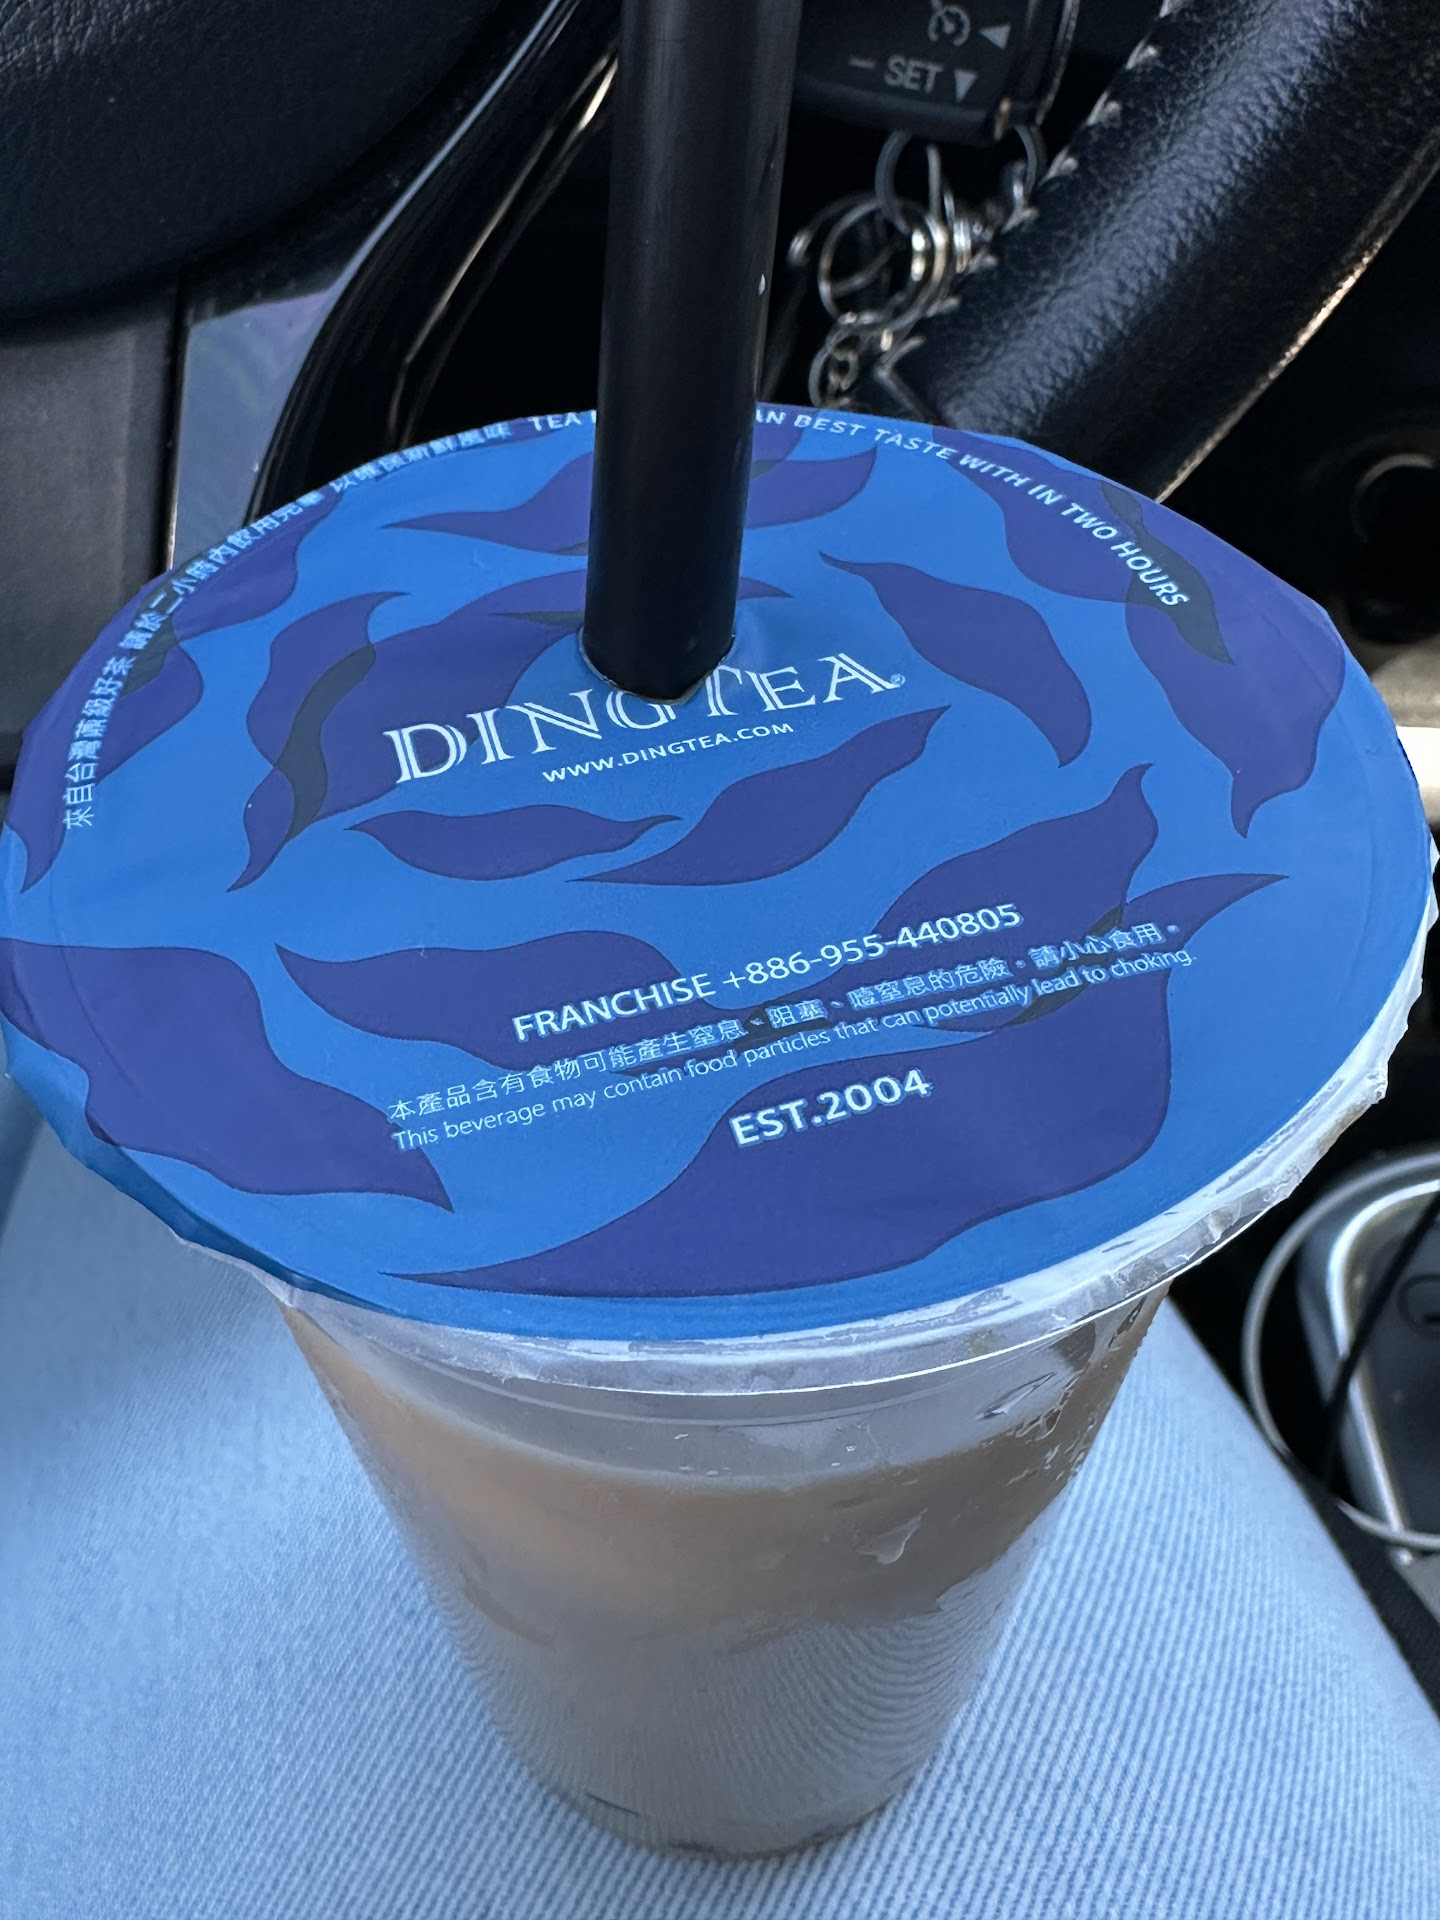 SET
來自台灣繭級好茶 請於二小時內飲用完畢 以確保新鮮風味
TEA AN BEST TASTE WITH IN TWO HOURS
DINGTEA®
WWW.DINGTEA.COM
FRANCHISE +886-955-440805
本產品含有食物可能產生窒息、阻塞、噎窒息的危險。請小心食用。
This beverage may contain food particles that can potentially lead to choking.
EST.2004